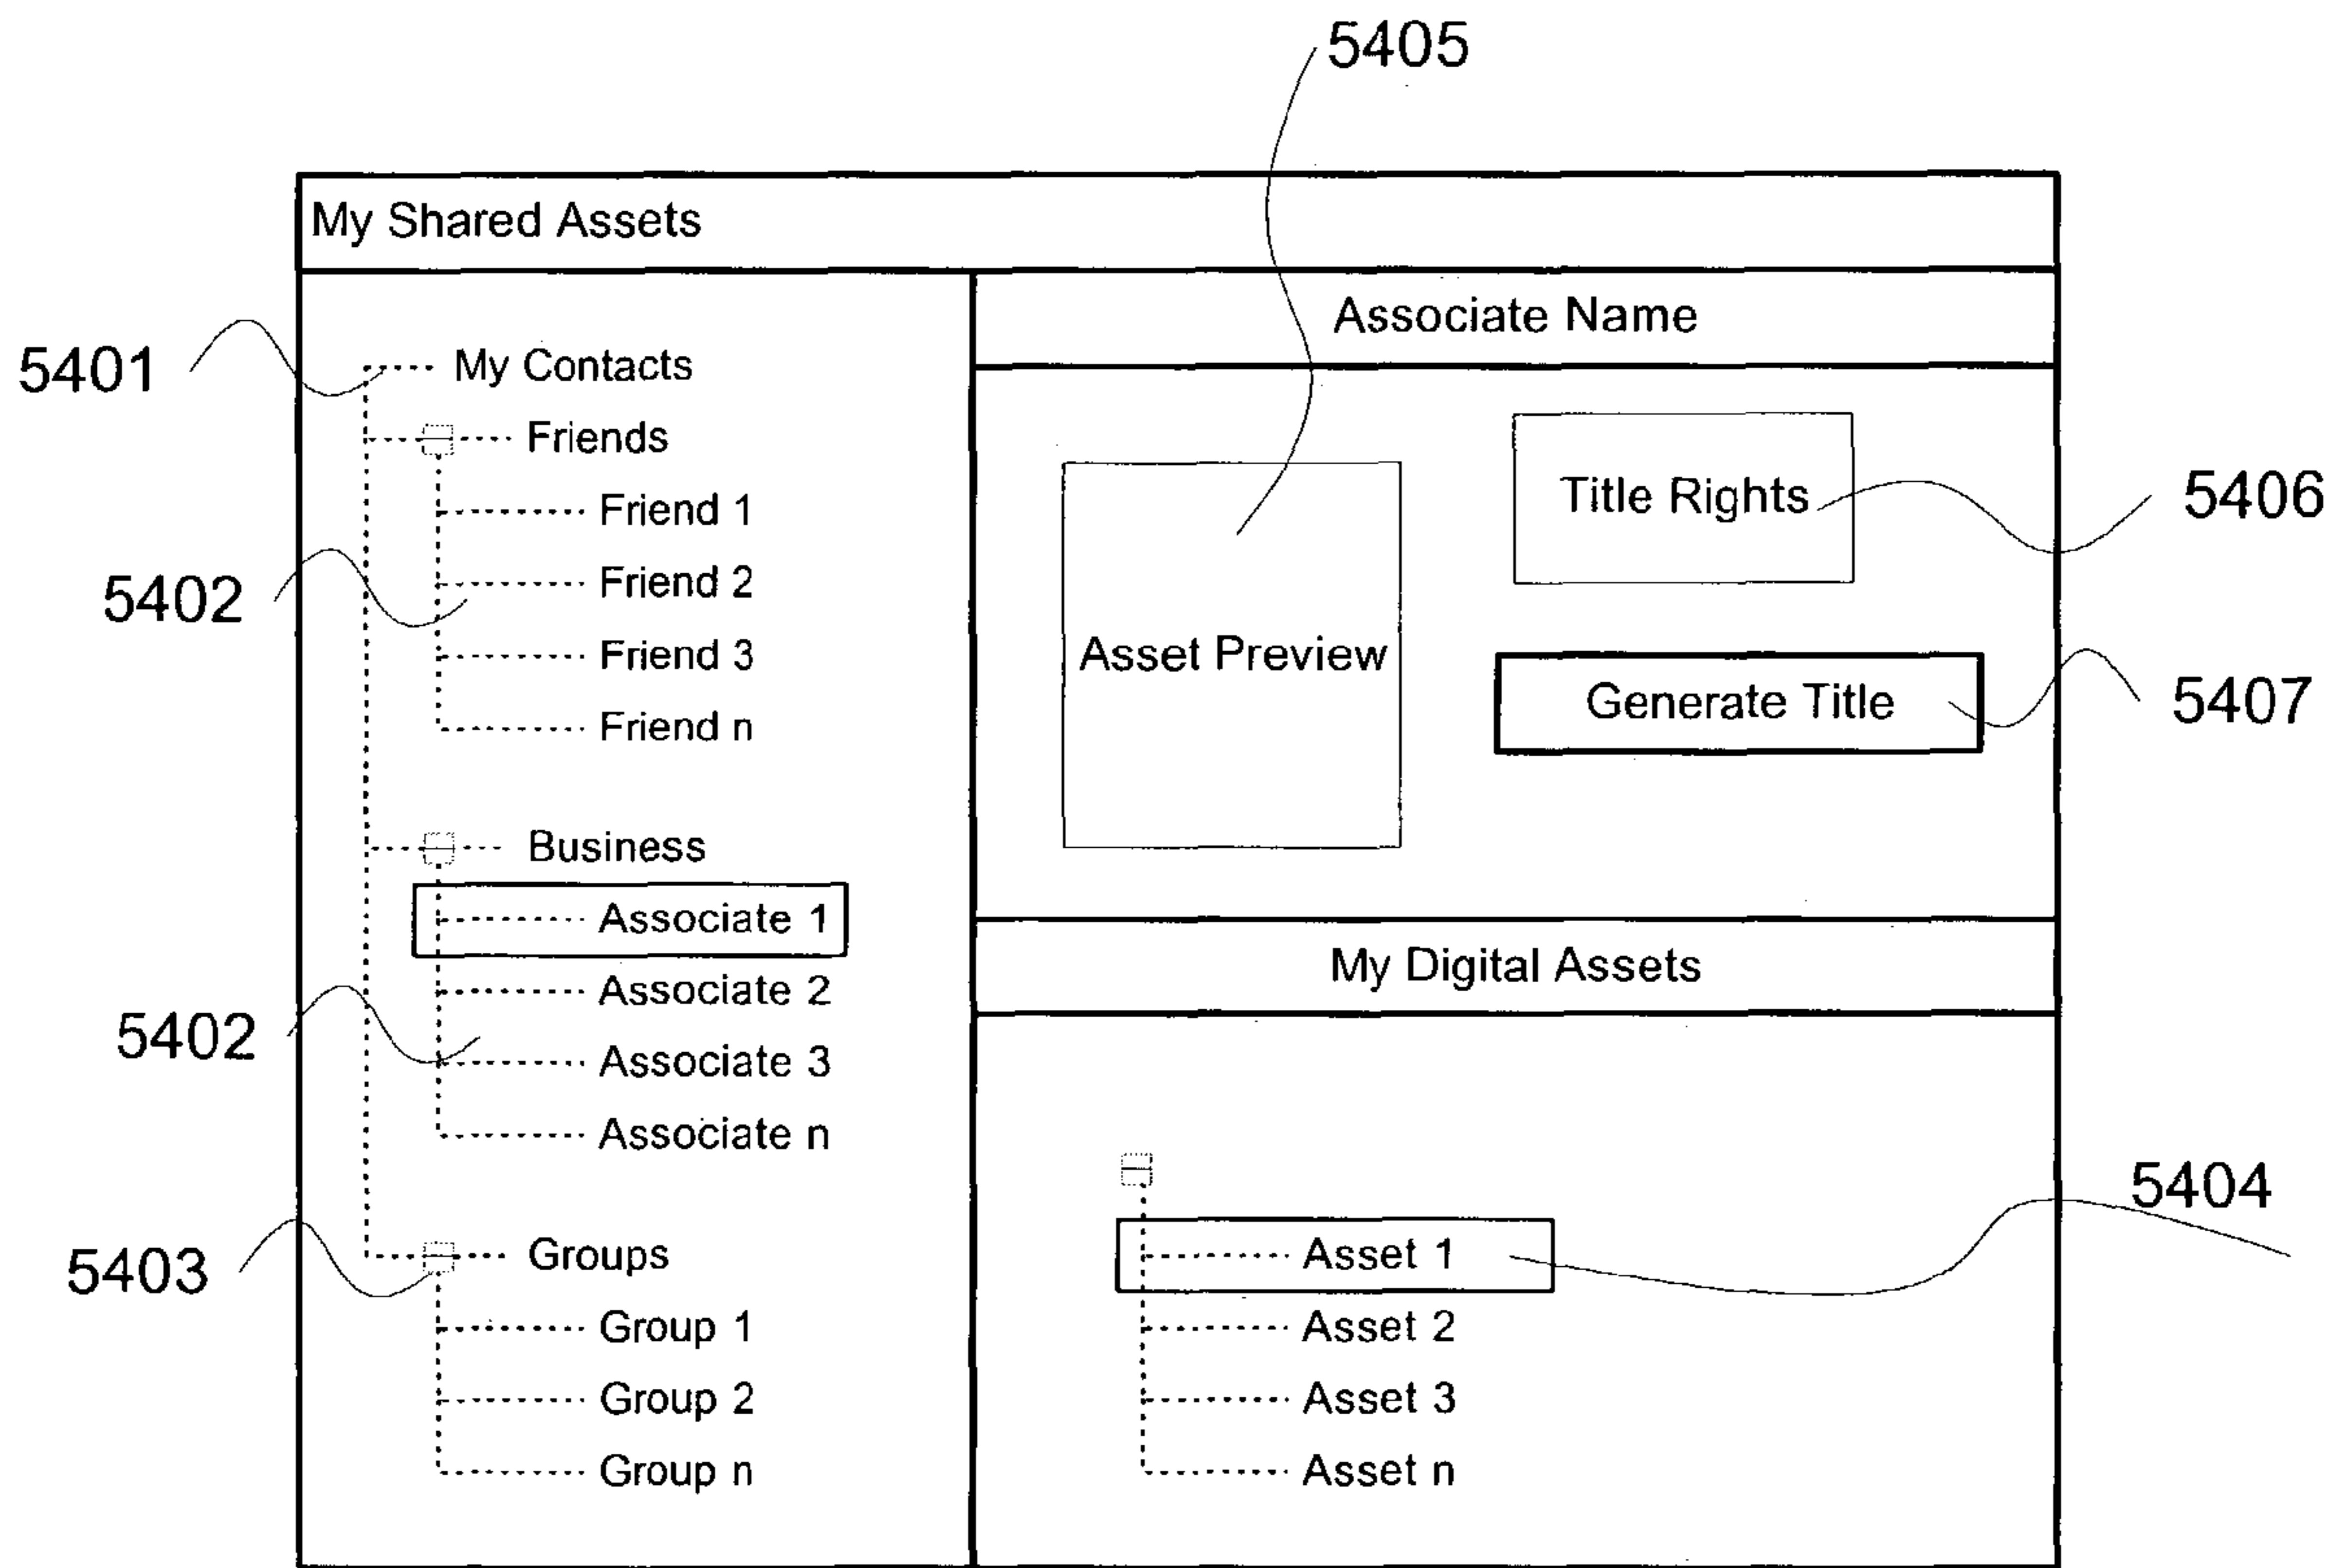 5405
My Shared Assets
Associate Name
5401
My Contacts
Friends
Friend 1
5402
Friend 2
Friend 3
Friend n
Business
Associate 1
Associate 2
5402
Associate 3
Associate n
5403
Groups
Group 1
Group 2
Group n
Asset Preview
Title Rights
5406
Generate Title
5407
My Digital Assets
5404
Asset 1
Asset 2
Asset 3
Asset n